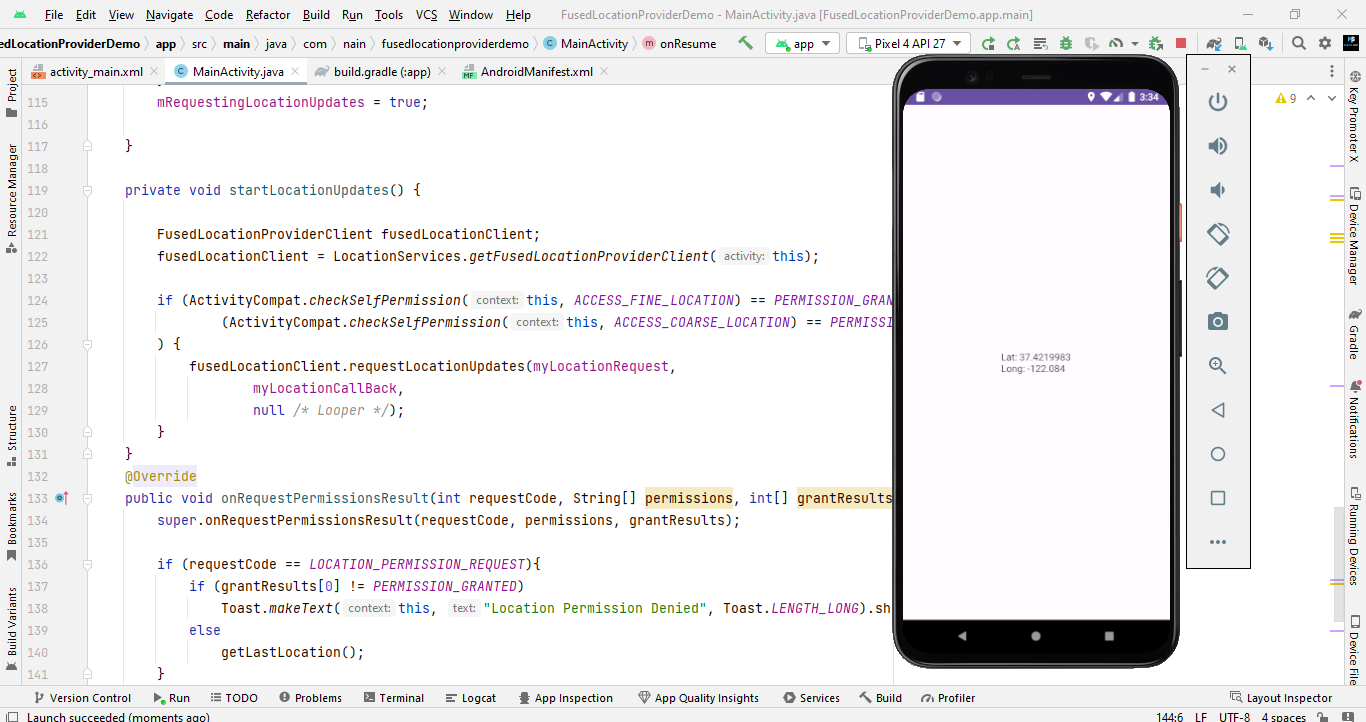 File Edit View Navigate Code Refactor Build Run Tools VCS Window Help FusedLocationProviderDemo - MainActivity.java [FusedLocationProviderDemo.app.main]
edLocationProviderDemo app src main java com nain fusedlocationproviderdemo C MainActivity m onResume app Pixel 4 API 27
activity_main.xml C MainActivity.java build.gradle (:app) MF AndroidManifest.xml
115 mRequestingLocationUpdates = true;
116
117 }
118
119 private void startLocationUpdates() {
120
121 FusedLocationProviderClient fusedLocationClient;
122 fusedLocationClient = LocationServices.getFusedLocationProviderClient( activity: this);
123
124 if (ActivityCompat.checkSelfPermission( context: this, ACCESS_FINE_LOCATION) == PERMISSION_GRAN
125 (ActivityCompat.checkSelfPermission( context: this, ACCESS_COARSE_LOCATION) == PERMISSI
126 ) {
127 fusedLocationClient.requestLocationUpdates(myLocationRequest,
128 myLocationCallBack,
129 null /* Looper */);
130 }
131 }
132 @Override
133 public void onRequestPermissionsResult(int requestCode, String[] permissions, int[] grantResults
134 super.onRequestPermissionsResult(requestCode, permissions, grantResults);
135
136 if (requestCode == LOCATION_PERMISSION_REQUEST){
137 if (grantResults[0] != PERMISSION_GRANTED)
138 Toast.makeText( context: this, text: "Location Permission Denied", Toast.LENGTH_LONG).sh
139 else
140 getLastLocation();
141 }
3:34
Lat: 37.4219983
Long: -122.084
9
Project
Resource Manager
Structure
Bookmarks
Build Variants
Key Promoter X
Device Manager
Gradle
Notifications
Running Devices
Device File
Version Control Run TODO Problems Terminal Logcat App Inspection App Quality Insights Services Build Profiler Layout Inspector
Launch succeeded (moments ago) 144:6 LF UTF-8 4 spaces